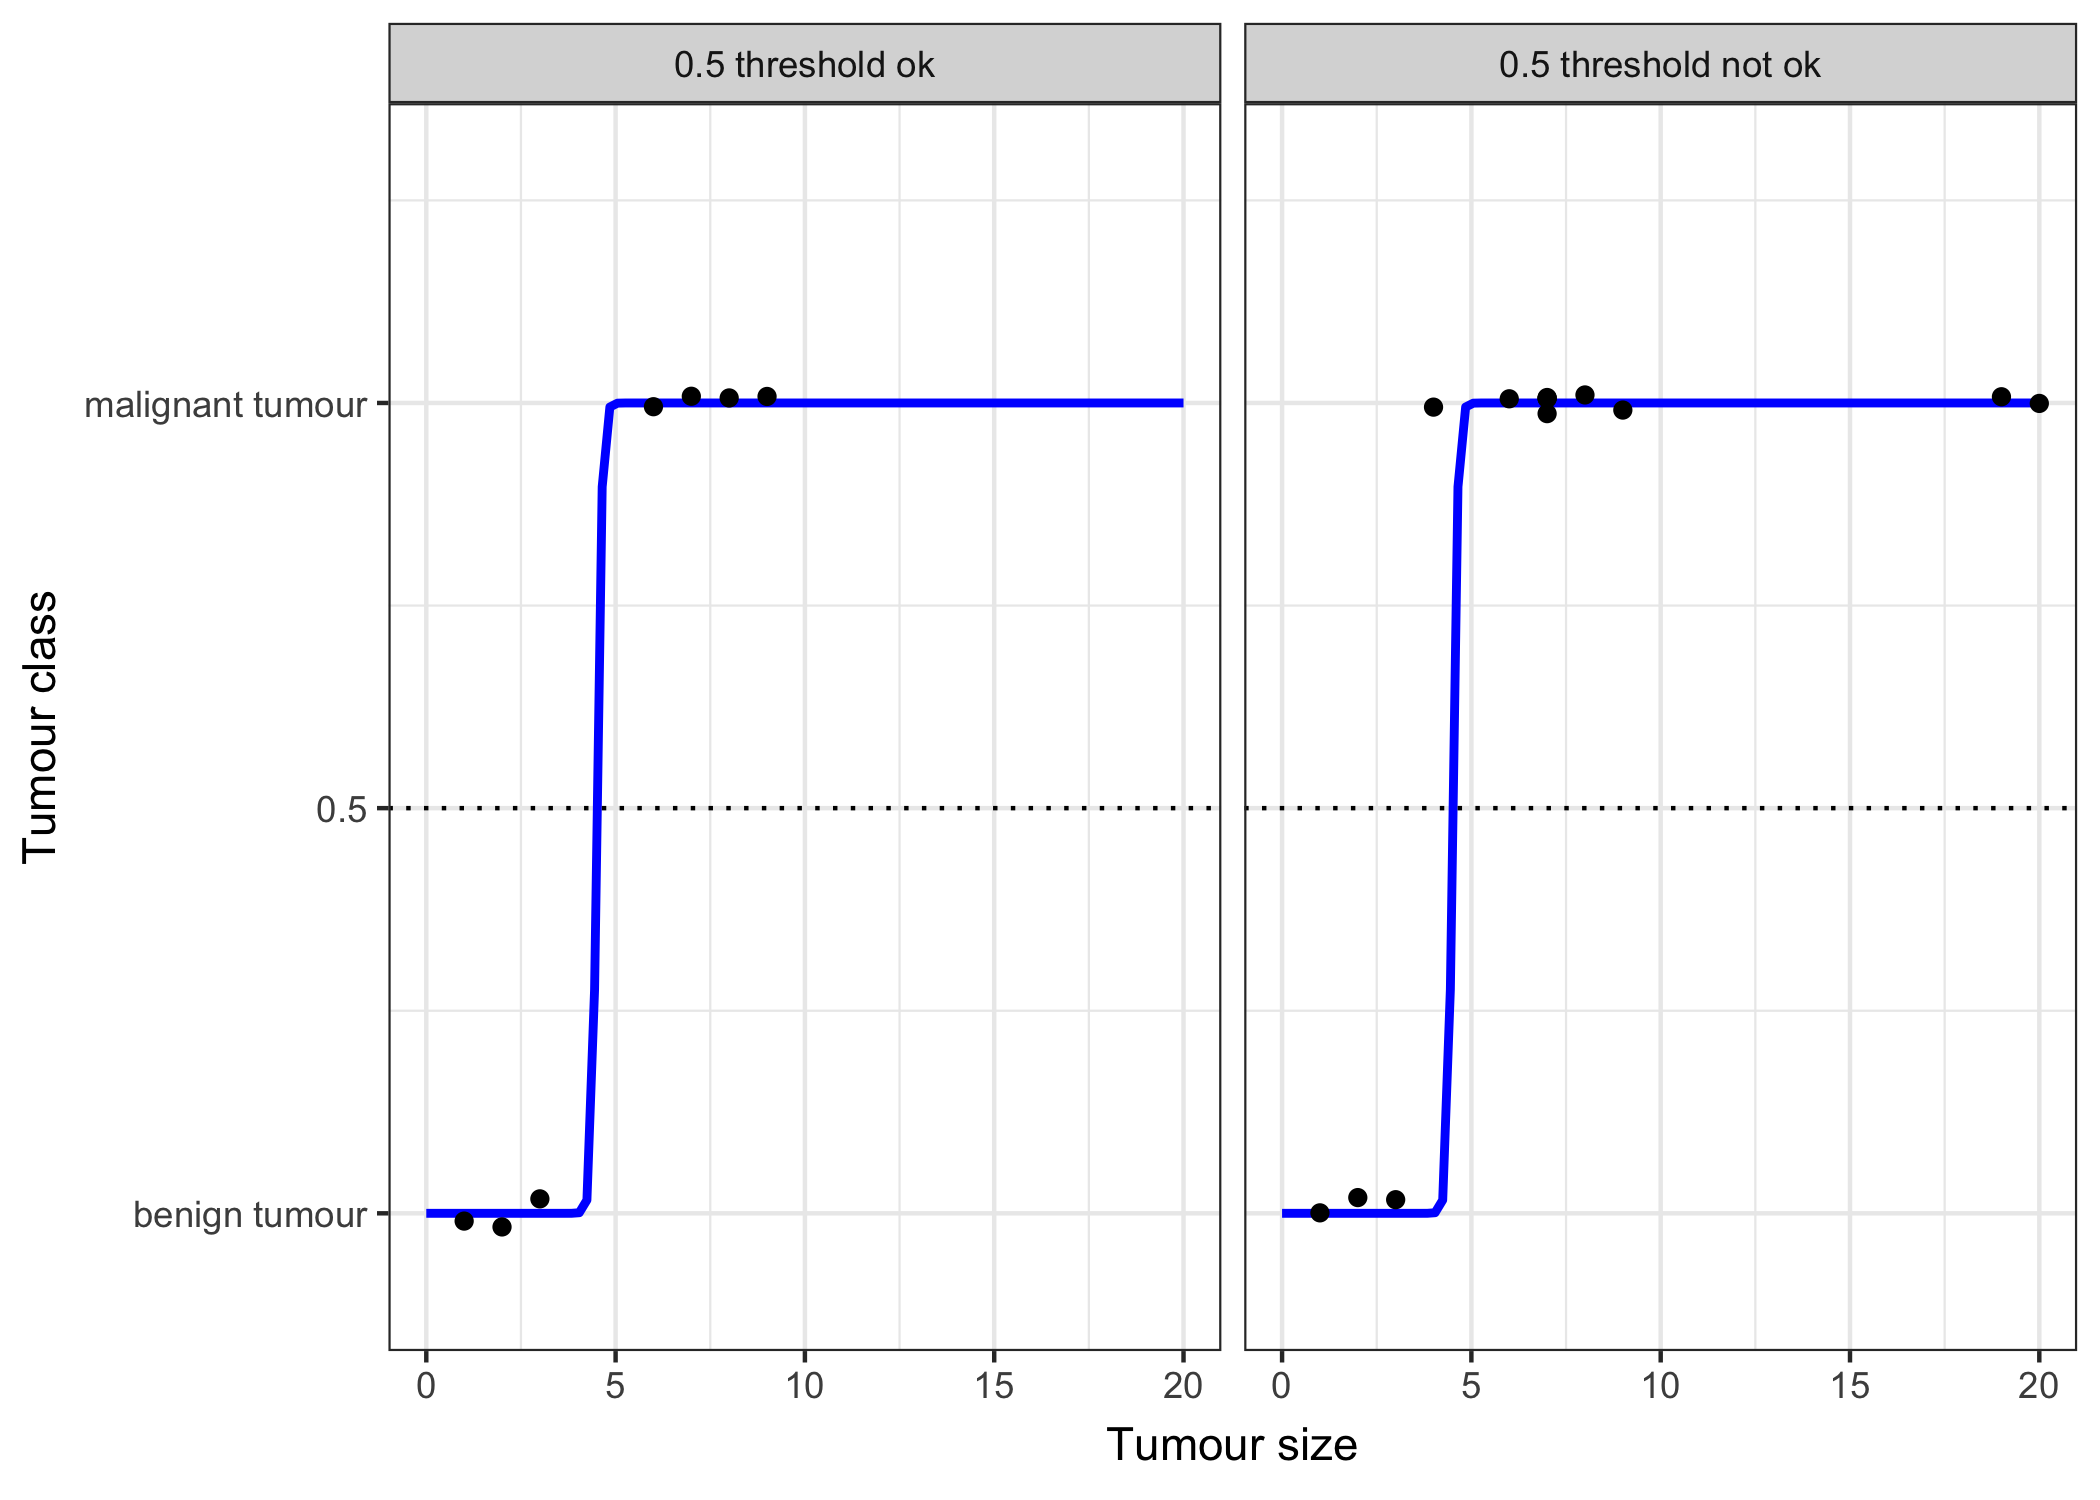 0.5 threshold ok
0.5 threshold not ok
Tumour class
malignant tumour
0.5
benign tumour
0 5 10 15 20
0 5 10 15 20
Tumour size